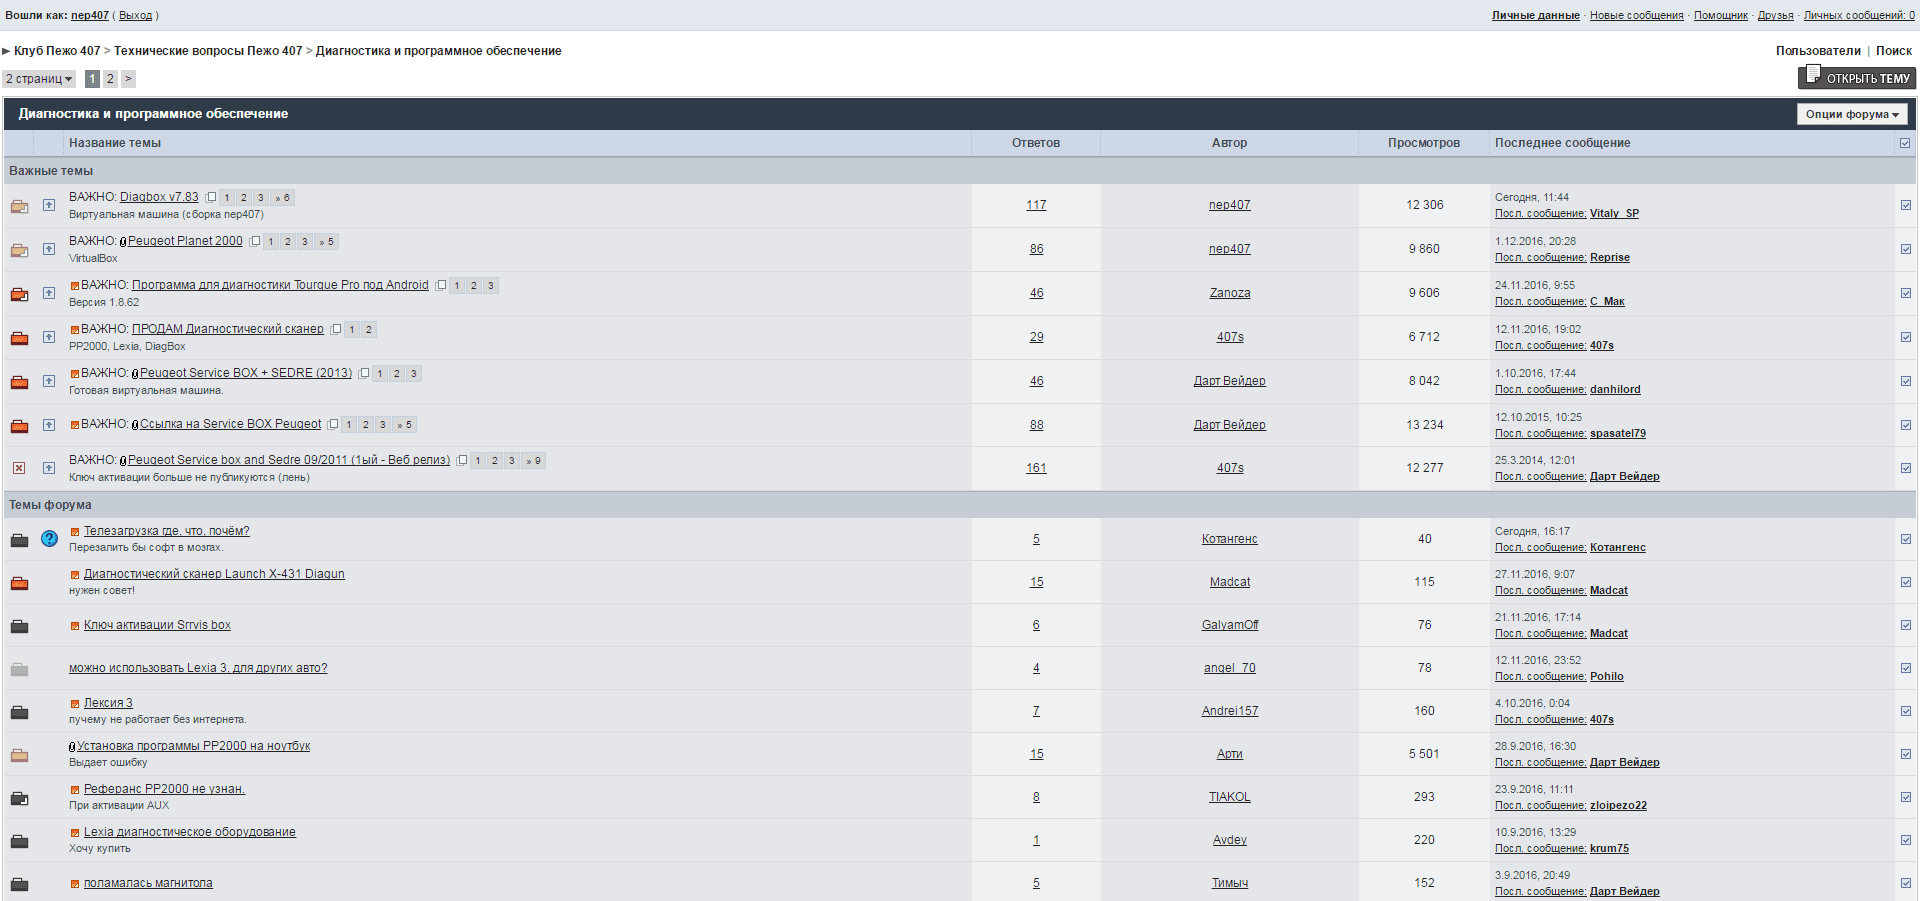 Вошли как: nep407 ( Выход )
Личные данные · Новые сообщения · Помощник · Друзья · Личных сообщений: 0
Клуб Пежо 407 > Технические вопросы Пежо 407 > Диагностика и программное обеспечение
Пользователи | Поиск
2 страниц 1 2 >
ОТКРЫТЬ ТЕМУ
Диагностика и программное обеспечение
Опции форума
Название темы Ответов Автор Просмотров Последнее сообщение
Важные темы
ВАЖНО: Diagbox v7.83 1 2 3 » 6
Виртуальная машина (сборка nep407)
117 nep407 12 306
Сегодня, 11:44
Посл. сообщение: Vitaly_SP
ВАЖНО: Peugeot Planet 2000 1 2 3 » 5
VirtualBox
86 nep407 9 860
1.12.2016, 20:28
Посл. сообщение: Reprise
ВАЖНО: Программа для диагностики Tourque Pro под Android 1 2 3
Версия 1.8.62
46 Zanoza 9 606
24.11.2016, 9:55
Посл. сообщение: С_Мак
ВАЖНО: ПРОДАМ Диагностический сканер 1 2
PP2000, Lexia, DiagBox
29 407s 6 712
12.11.2016, 19:02
Посл. сообщение: 407s
ВАЖНО: Peugeot Service BOX + SEDRE (2013) 1 2 3
Готовая виртуальная машина.
46 Дарт Вейдер 8 042
1.10.2016, 17:44
Посл. сообщение: danhilord
ВАЖНО: Ссылка на Service BOX Peugeot 1 2 3 » 5
88 Дарт Вейдер 13 234
12.10.2015, 10:25
Посл. сообщение: spasatel79
ВАЖНО: Peugeot Service box and Sedre 09/2011 (1ый - Веб релиз) 1 2 3 » 9
Ключ активации больше не публикуются (лень)
161 407s 12 277
25.3.2014, 12:01
Посл. сообщение: Дарт Вейдер
Темы форума
Телезагрузка где, что, почём?
Перезалить бы софт в мозгах.
5 Котангенс 40
Сегодня, 16:17
Посл. сообщение: Котангенс
Диагностический сканер Launch X-431 Diagun
нужен совет!
15 Madcat 115
27.11.2016, 9:07
Посл. сообщение: Madcat
Ключ активации Srrvis box
6 GalyamOff 76
21.11.2016, 17:14
Посл. сообщение: Madcat
можно использовать Lexia 3, для других авто?
4 angel_70 78
12.11.2016, 23:52
Посл. сообщение: Pohilo
Лексия 3
пучему не работает без интернета.
7 Andrei157 160
4.10.2016, 0:04
Посл. сообщение: 407s
Установка программы PP2000 на ноутбук
Выдает ошибку
15 Арти 5 501
28.9.2016, 16:30
Посл. сообщение: Дарт Вейдер
Референс PP2000 не узнан.
При активации AUX
8 TIAKOL 293
23.9.2016, 11:11
Посл. сообщение: zloipezo22
Lexia диагностическое оборудование
Хочу купить
1 Avdey 220
10.9.2016, 13:29
Посл. сообщение: krum75
поламалась магнитола
5 Тимыч 152
3.9.2016, 20:49
Посл. сообщение: Дарт Вейдер